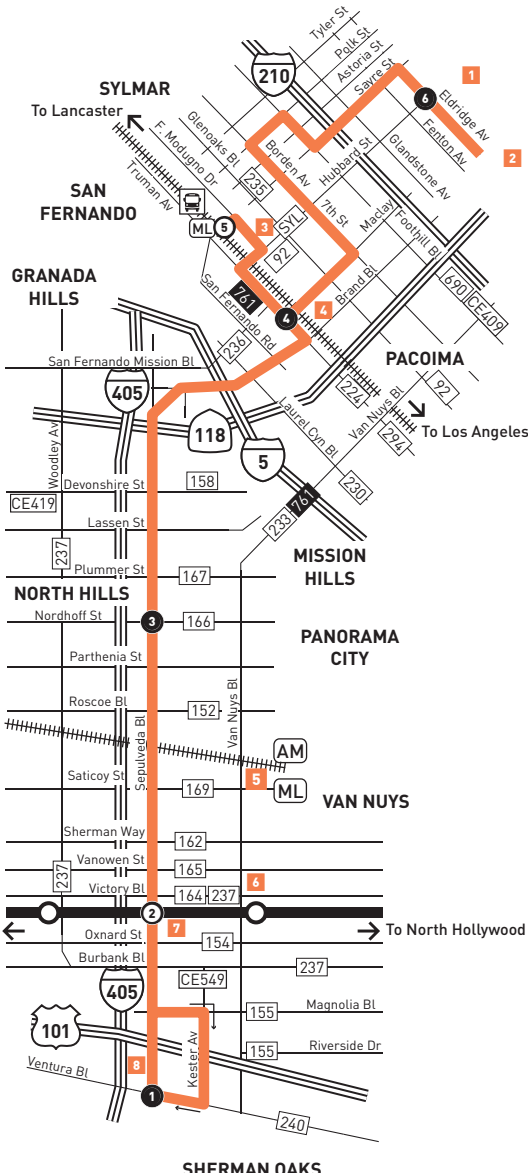 Tyler St
Polk St
Astoria St
Sayre St
210
1
SYLMAR
To Lancaster
6
Eldridge Av
Fenton Av
2
Glenoaks Bl
F. Modugno Dr
Truman Av
Borden Av
Hubbard St
Glandstone Av
235
SAN
FERNANDO
ML
5
3
SYL
7th St
Maclay
Foothill Bl
92
GRANADA
HILLS
761
San Fernando Rd
4
4
Brand Bl
690
CE409
236
San Fernando Mission Bl
PACOIMA
405
224
Van Nuys Bl
92
118
Laurel Cyn Bl
294
To Los Angeles
Woodley Av
5
Devonshire St
158
230
CE419
761
Lassen St
233
237
MISSION
HILLS
Plummer St
167
NORTH HILLS
Nordhoff St
3
166
PANORAMA
CITY
Parthenia St
Roscoe Bl
152
Sepulveda Bl
Van Nuys Bl
AM
Saticoy St
169
5
ML
VAN NUYS
Sherman Way
162
Vanowen St
165
237
Victory Bl
164
237
6
2
7
Oxnard St
154
To North Hollywood
Burbank Bl
237
405
CE549
155
Magnolia Bl
101
Kester Av
155
Riverside Dr
Ventura Bl
8
1
240
SHERMAN OAKS